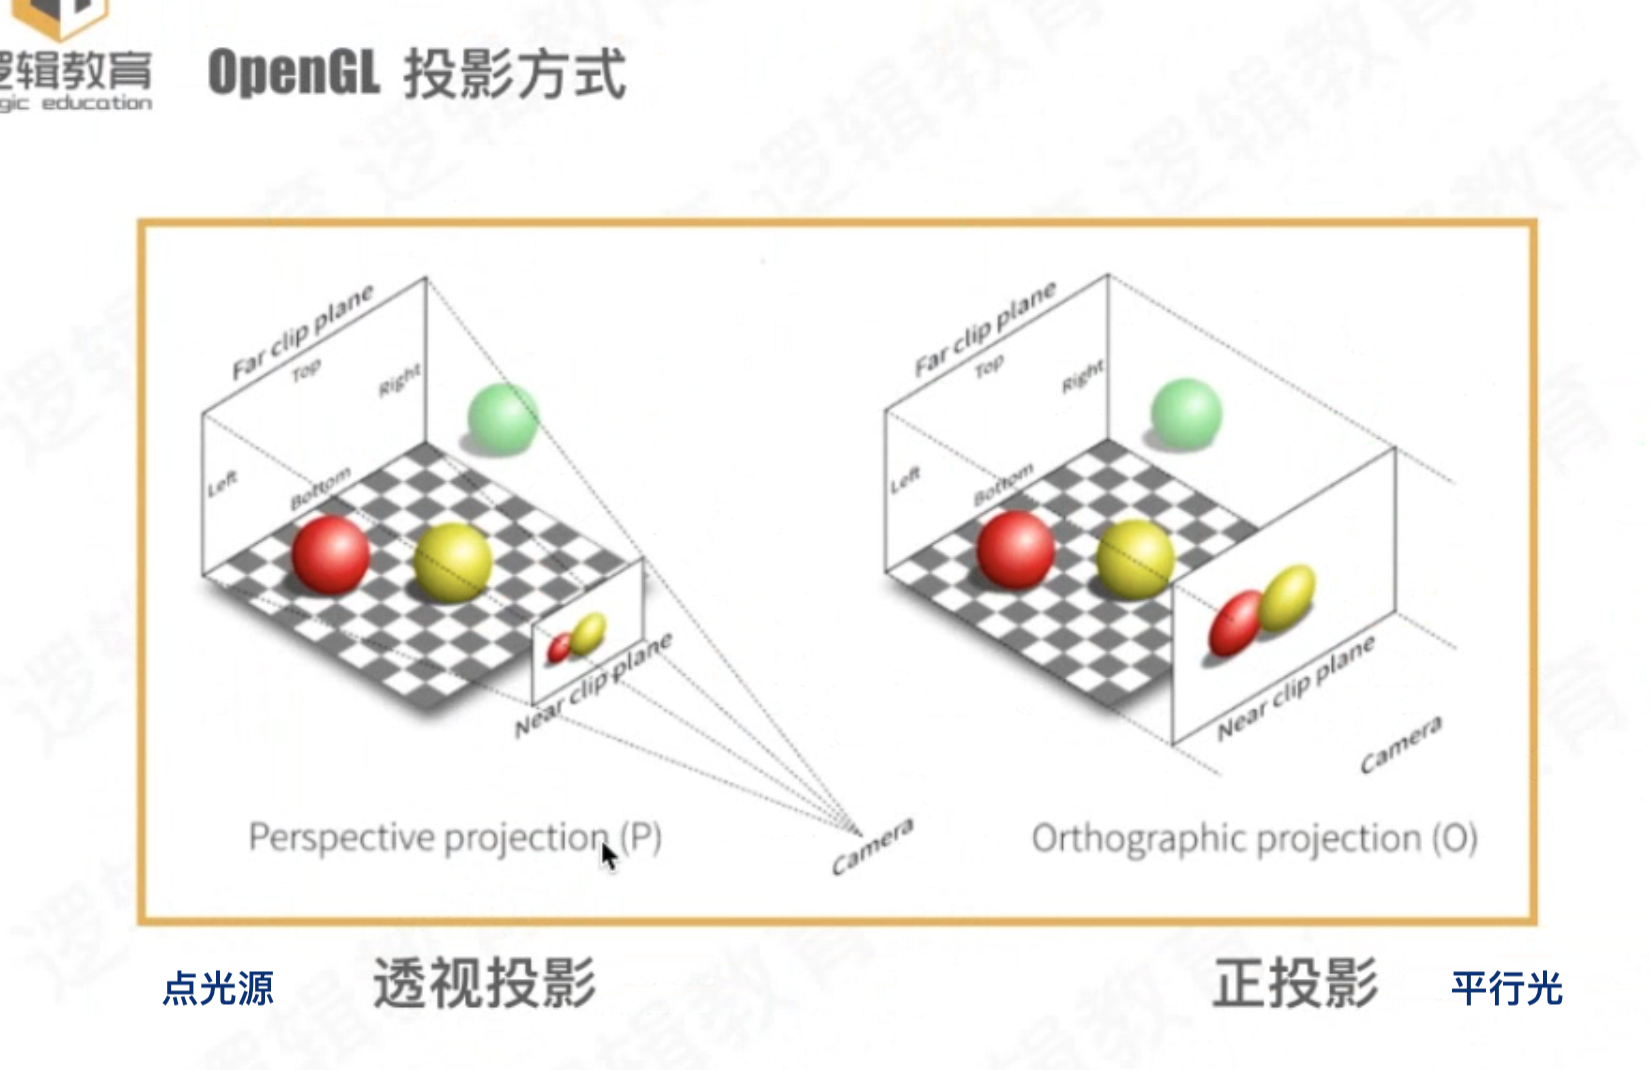 辑教育
gic education
OpenGL 投影方式
Far clip plane
Top
Right
Left
Bottom
Near clip plane
Camera
Perspective projection (P)
Far clip plane
Top
Right
Left
Bottom
Near clip plane
Camera
Orthographic projection (O)
点光源
透视投影
正投影
平行光